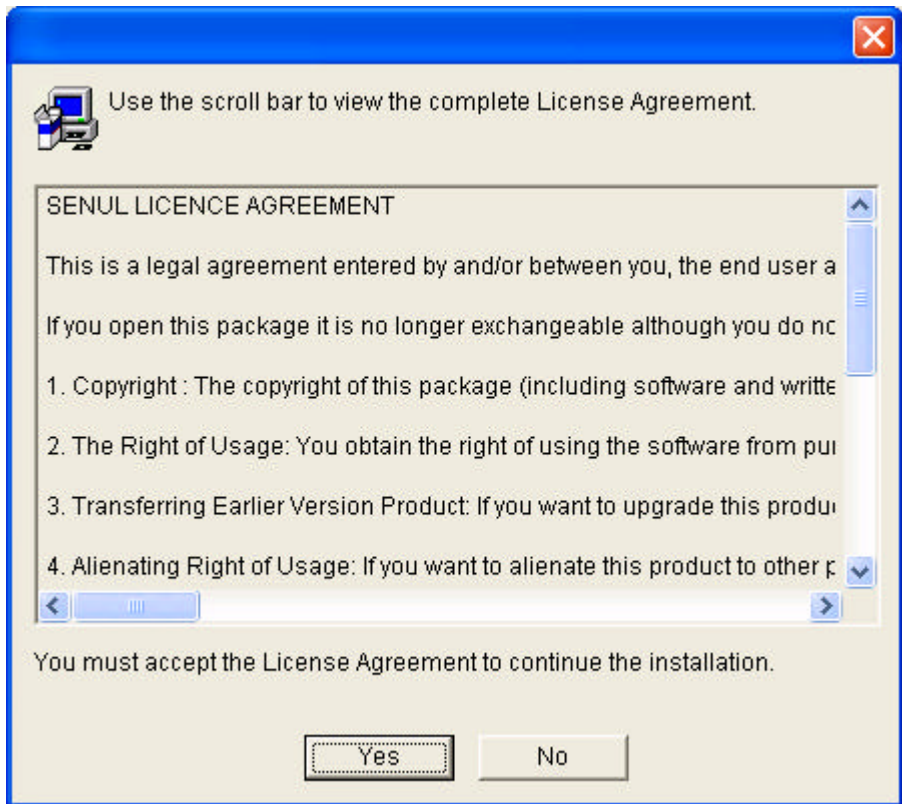 Use the scroll bar to view the complete License Agreement.
SENUL LICENCE AGREEMENT
This is a legal agreement entered by and/or between you, the end user a
If you open this package it is no longer exchangeable although you do
1. Copyright : The copyright of this package (including software and writte
2. The Right of Usage: You obtain the right of using the software from
3. Transferring Earlier Version Product: If you want to upgrade this
4. Alienating Right of Usage: If you want to alienate this product to other
You must accept the License Agreement to continue the installation.
Yes
No